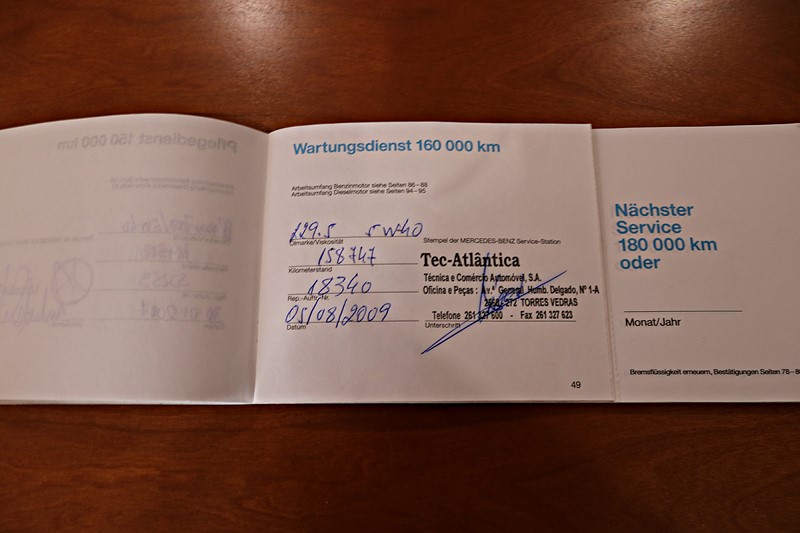 Pflegedienst 150 000 km
Wartungsdienst 160 000 km
Arbeitsumfang Benzinmotor siehe Seiten 86–88
Arbeitsumfang Dieselmotor siehe Seiten 94–95
229.5 5W40
Ölmarke/Viskosität
158747
Kilometerstand
18340
Rep.-Auftr.-Nr.
05/08/2009
Datum
Stempel der MERCEDES-BENZ Service-Station
Tec-Atlântica
Técnica e Comércio Automóvel, S.A.
Oficina e Peças: Av.ª General Humb. Delgado, Nº 1-A
272 TORRES VEDRAS
Telefone 261 327 600 - Fax 261 327 623
Unterschrift
49
Nächster
Service
180 000 km
oder
Monat/Jahr
Bremsflüssigkeit erneuern, Bestätigungen Seiten 78–